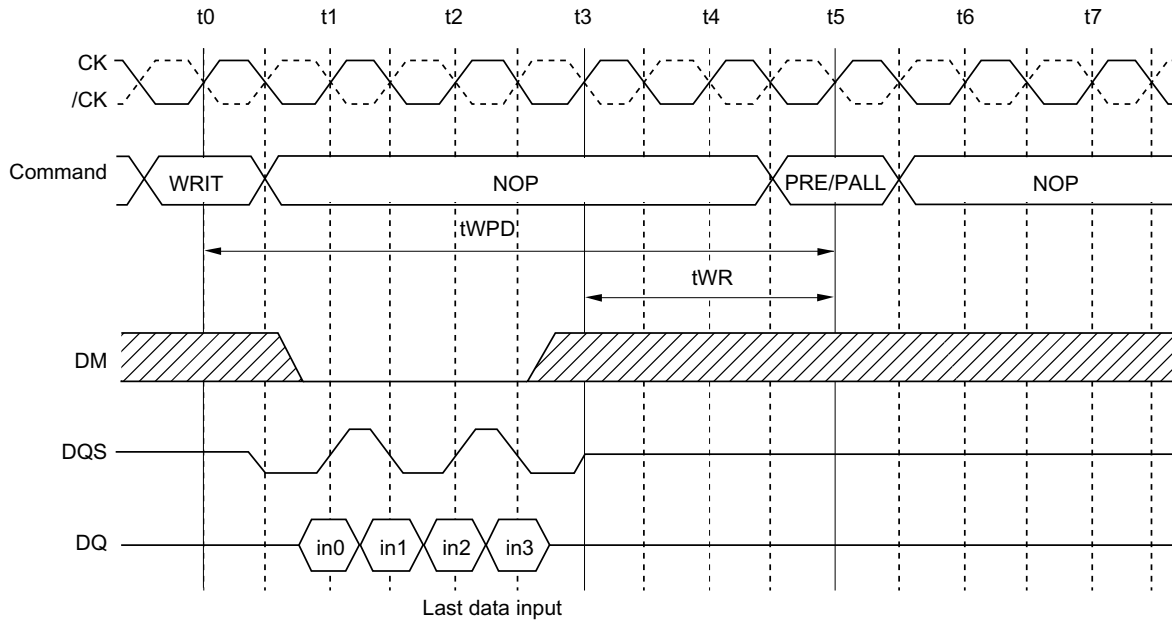 t0 t1 t2 t3 t4 t5 t6 t7
CK
/CK
Command WRIT NOP PRE/PALL NOP
tWPD
tWR
DM
DQS
DQ in0 in1 in2 in3
Last data input